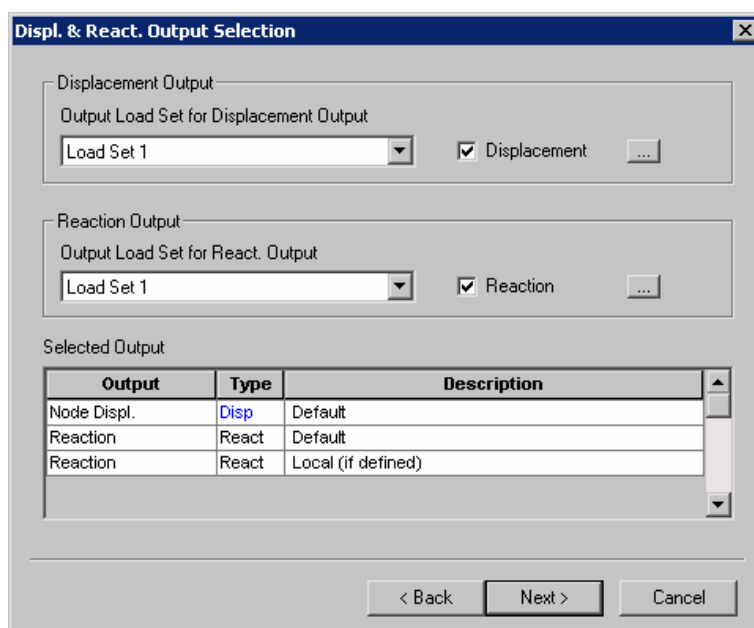 Displ. & React. Output Selection
Displacement Output
Output Load Set for Displacement Output
Load Set 1
Displacement
...
Reaction Output
Output Load Set for React. Output
Load Set 1
Reaction
...
Selected Output
Output Type Description
Node Displ. Disp Default
Reaction React Default
Reaction React Local (if defined)
< Back Next > Cancel